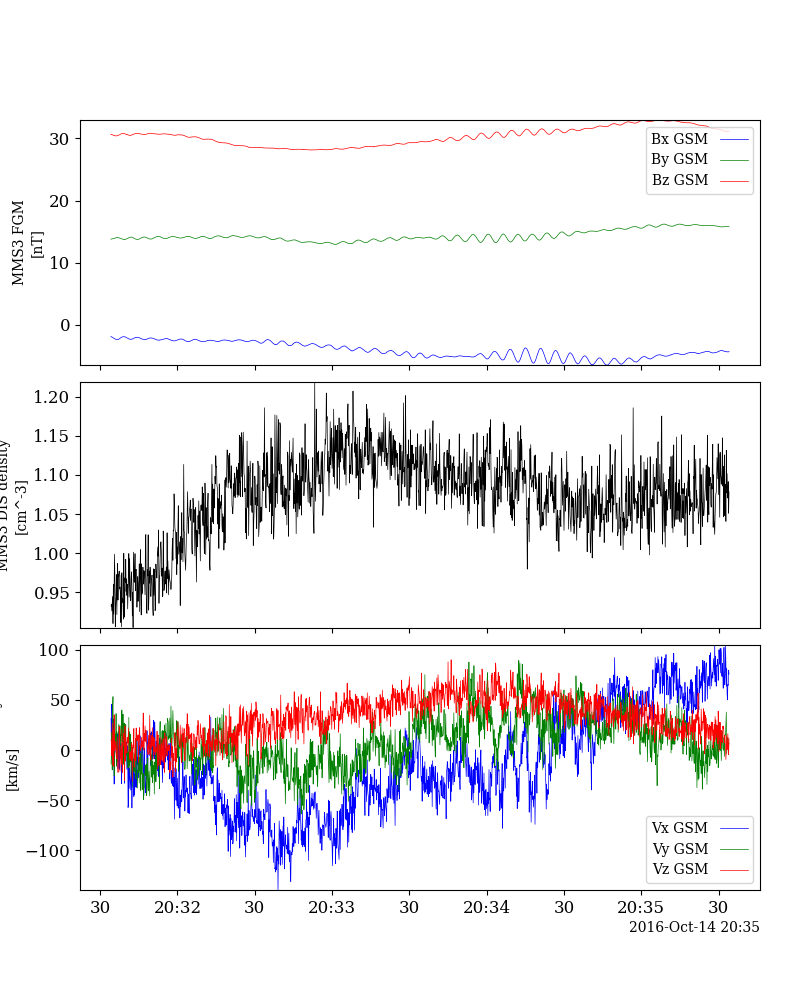 30
20
10
0
MMS3 FGM
[nT]
Bx GSM
By GSM
Bz GSM
1.20
1.15
1.10
1.05
1.00
0.95
MMS3 DIS density
[cm^-3]
100
50
0
−50
−100
[km/s]
Vx GSM
Vy GSM
Vz GSM
30 20:32 30 20:33 30 20:34 30 20:35 30
2016-Oct-14 20:35